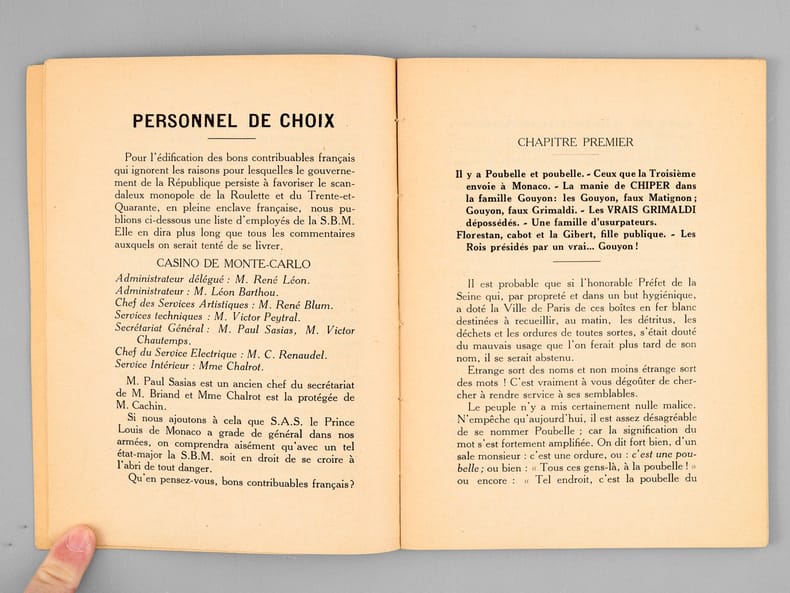 PERSONNEL DE CHOIX
Pour l'édification des bons contribuables français
qui ignorent les raisons pour lesquelles le gouverne-
ment de la République persiste à favoriser le scan-
daleux monopole de la Roulette et du Trente-et-
Quarante, en pleine enclave française, nous pu-
blions ci-dessous une liste d'employés de la S.B.M.
Elle en dira plus long que tous les commentaires
auxquels on serait tenté de se livrer.
CASINO DE MONTE-CARLO
Administrateur délégué : M. René Léon.
Administrateur : M. Léon Barthou.
Chef des Services Artistiques : M. René Blum.
Services techniques : M. Victor Peytral.
Secrétariat Général : M. Paul Sasias, M. Victor
Chautemps.
Chef du Service Electrique : M. C. Renaudel.
Service Intérieur : Mme Chalrot.
M. Paul Sasias est un ancien chef du secrétariat
de M. Briand et Mme Chalrot est la protégée de
M. Cachin.
Si nous ajoutons à cela que S.A.S. le Prince
Louis de Monaco a grade de général dans nos
armées, on comprendra aisément qu'avec un tel
état-major la S.B.M. soit en droit de se croire à
l'abri de tout danger.
Qu'en pensez-vous, bons contribuables français ?
CHAPITRE PREMIER
Il y a Poubelle et poubelle. - Ceux que la Troisième
envoie à Monaco. - La manie de CHIPER dans
la famille Gouyon : les Gouyon, faux Matignon ;
Gouyon, faux Grimaldi. - Les VRAIS GRIMALDI
dépossédés. - Une famille d'usurpateurs.
Florestan, cabot et la Gibert, fille publique. - Les
Rois présidés par un vrai... Gouyon !
Il est probable que si l'honorable Préfet de la
Seine qui, par propreté et dans un but hygiénique,
a doté la Ville de Paris de ces boîtes en fer blanc
destinées à recueillir, au matin, les détritus, les
déchets et les ordures de toutes sortes, s'était douté
du mauvais usage que l'on ferait plus tard de son
nom, il se serait abstenu.
Etrange sort des noms et non moins étrange sort
des mots ! C'est vraiment à vous dégoûter de cher-
cher à rendre service à ses semblables.
Le peuple n'y a mis certainement nulle malice.
N'empêche qu'aujourd'hui, il est assez désagréable
de se nommer Poubelle ; car la signification du
mot s'est fortement amplifiée. On dit fort bien, d'un
sale monsieur : c'est une ordure, ou : c'est une pou-
belle ; ou bien : « Tous ces gens-là, à la poubelle ! »
ou encore : « Tel endroit, c'est la poubelle du